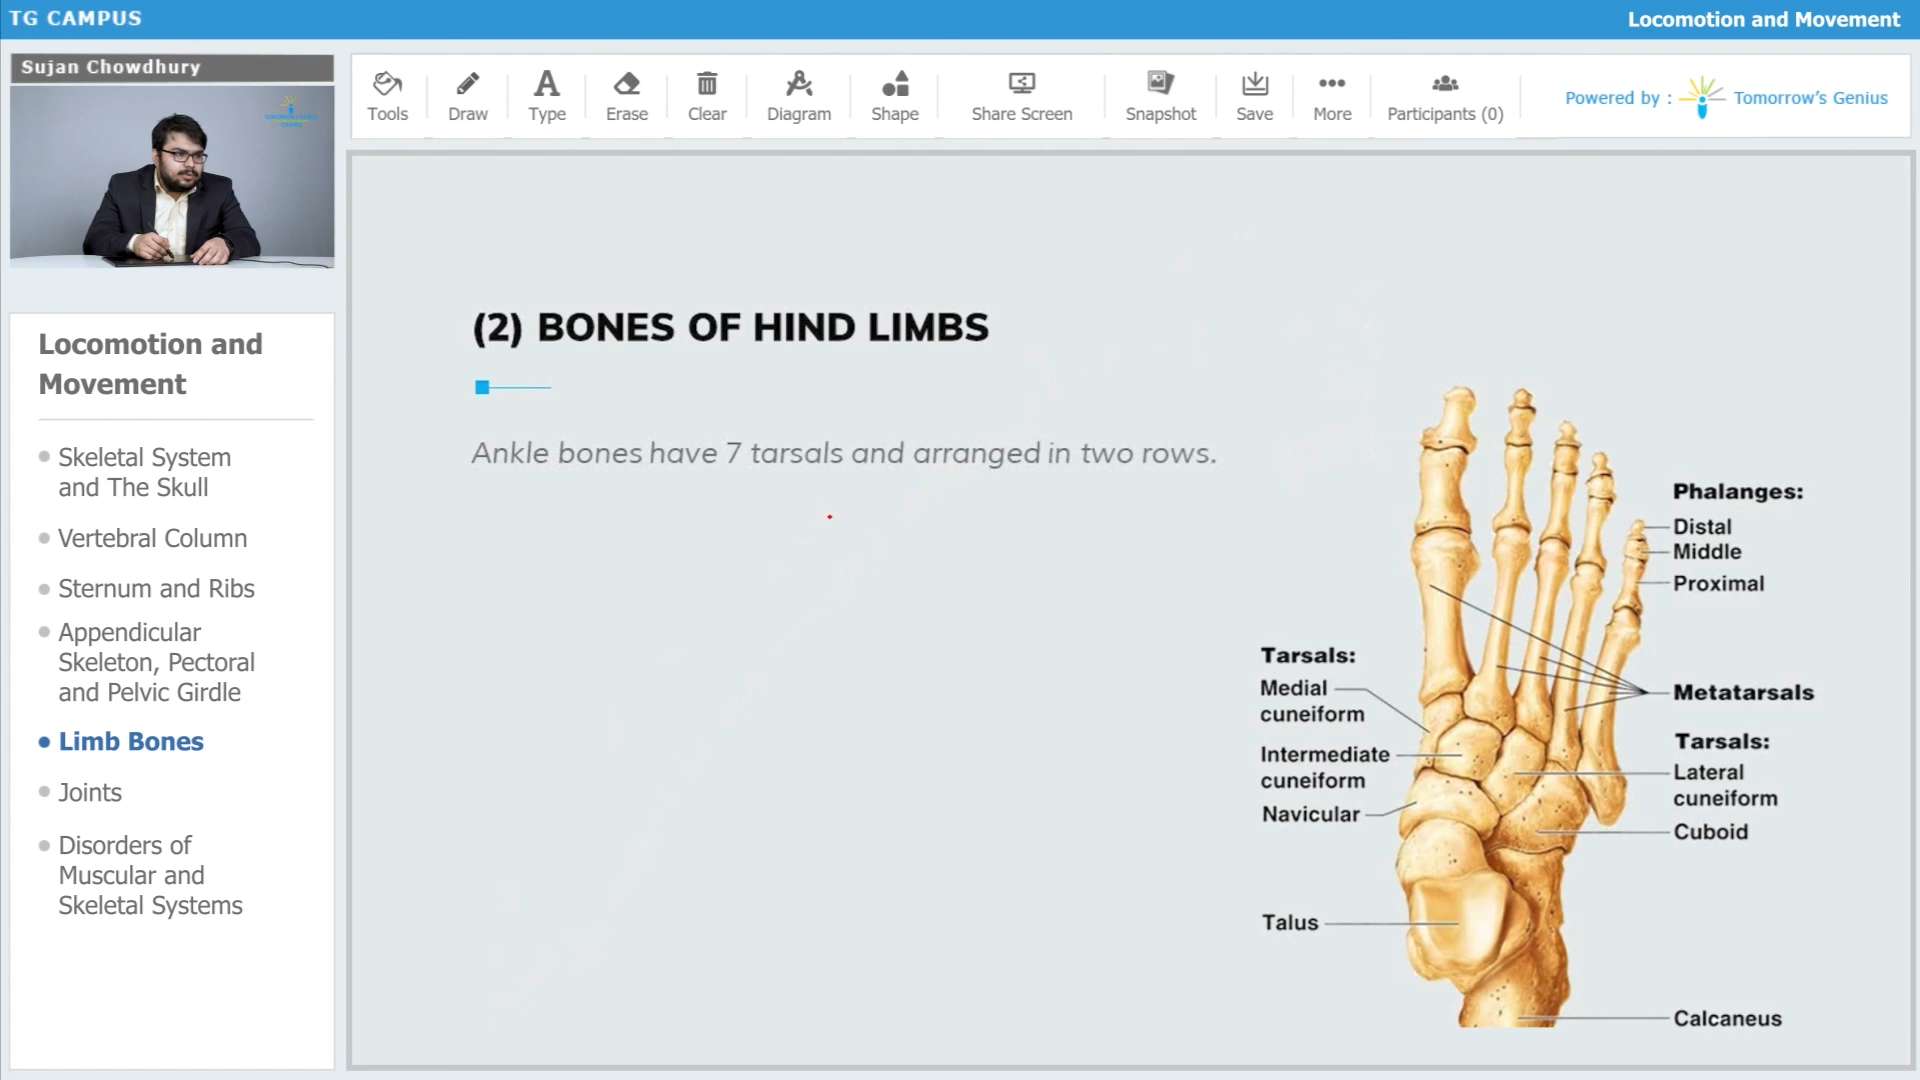 TG CAMPUS
Locomotion and Movement
Sujan Chowdhury
Tools
Draw
Type
Erase
Clear
Diagram
Shape
Share Screen
Snapshot
Save
More
Participants (0)
Powered by :
Tomorrow's Genius
Locomotion and
Movement
Skeletal System
and The Skull
Vertebral Column
Sternum and Ribs
Appendicular
Skeleton, Pectoral
and Pelvic Girdle
Limb Bones
Joints
Disorders of
Muscular and
Skeletal Systems
(2) BONES OF HIND LIMBS
Ankle bones have 7 tarsals and arranged in two rows.
Phalanges:
Distal
Middle
Proximal
Tarsals:
Medial
cuneiform
Intermediate
cuneiform
Navicular
Talus
Metatarsals
Tarsals:
Lateral
cuneiform
Cuboid
Calcaneus